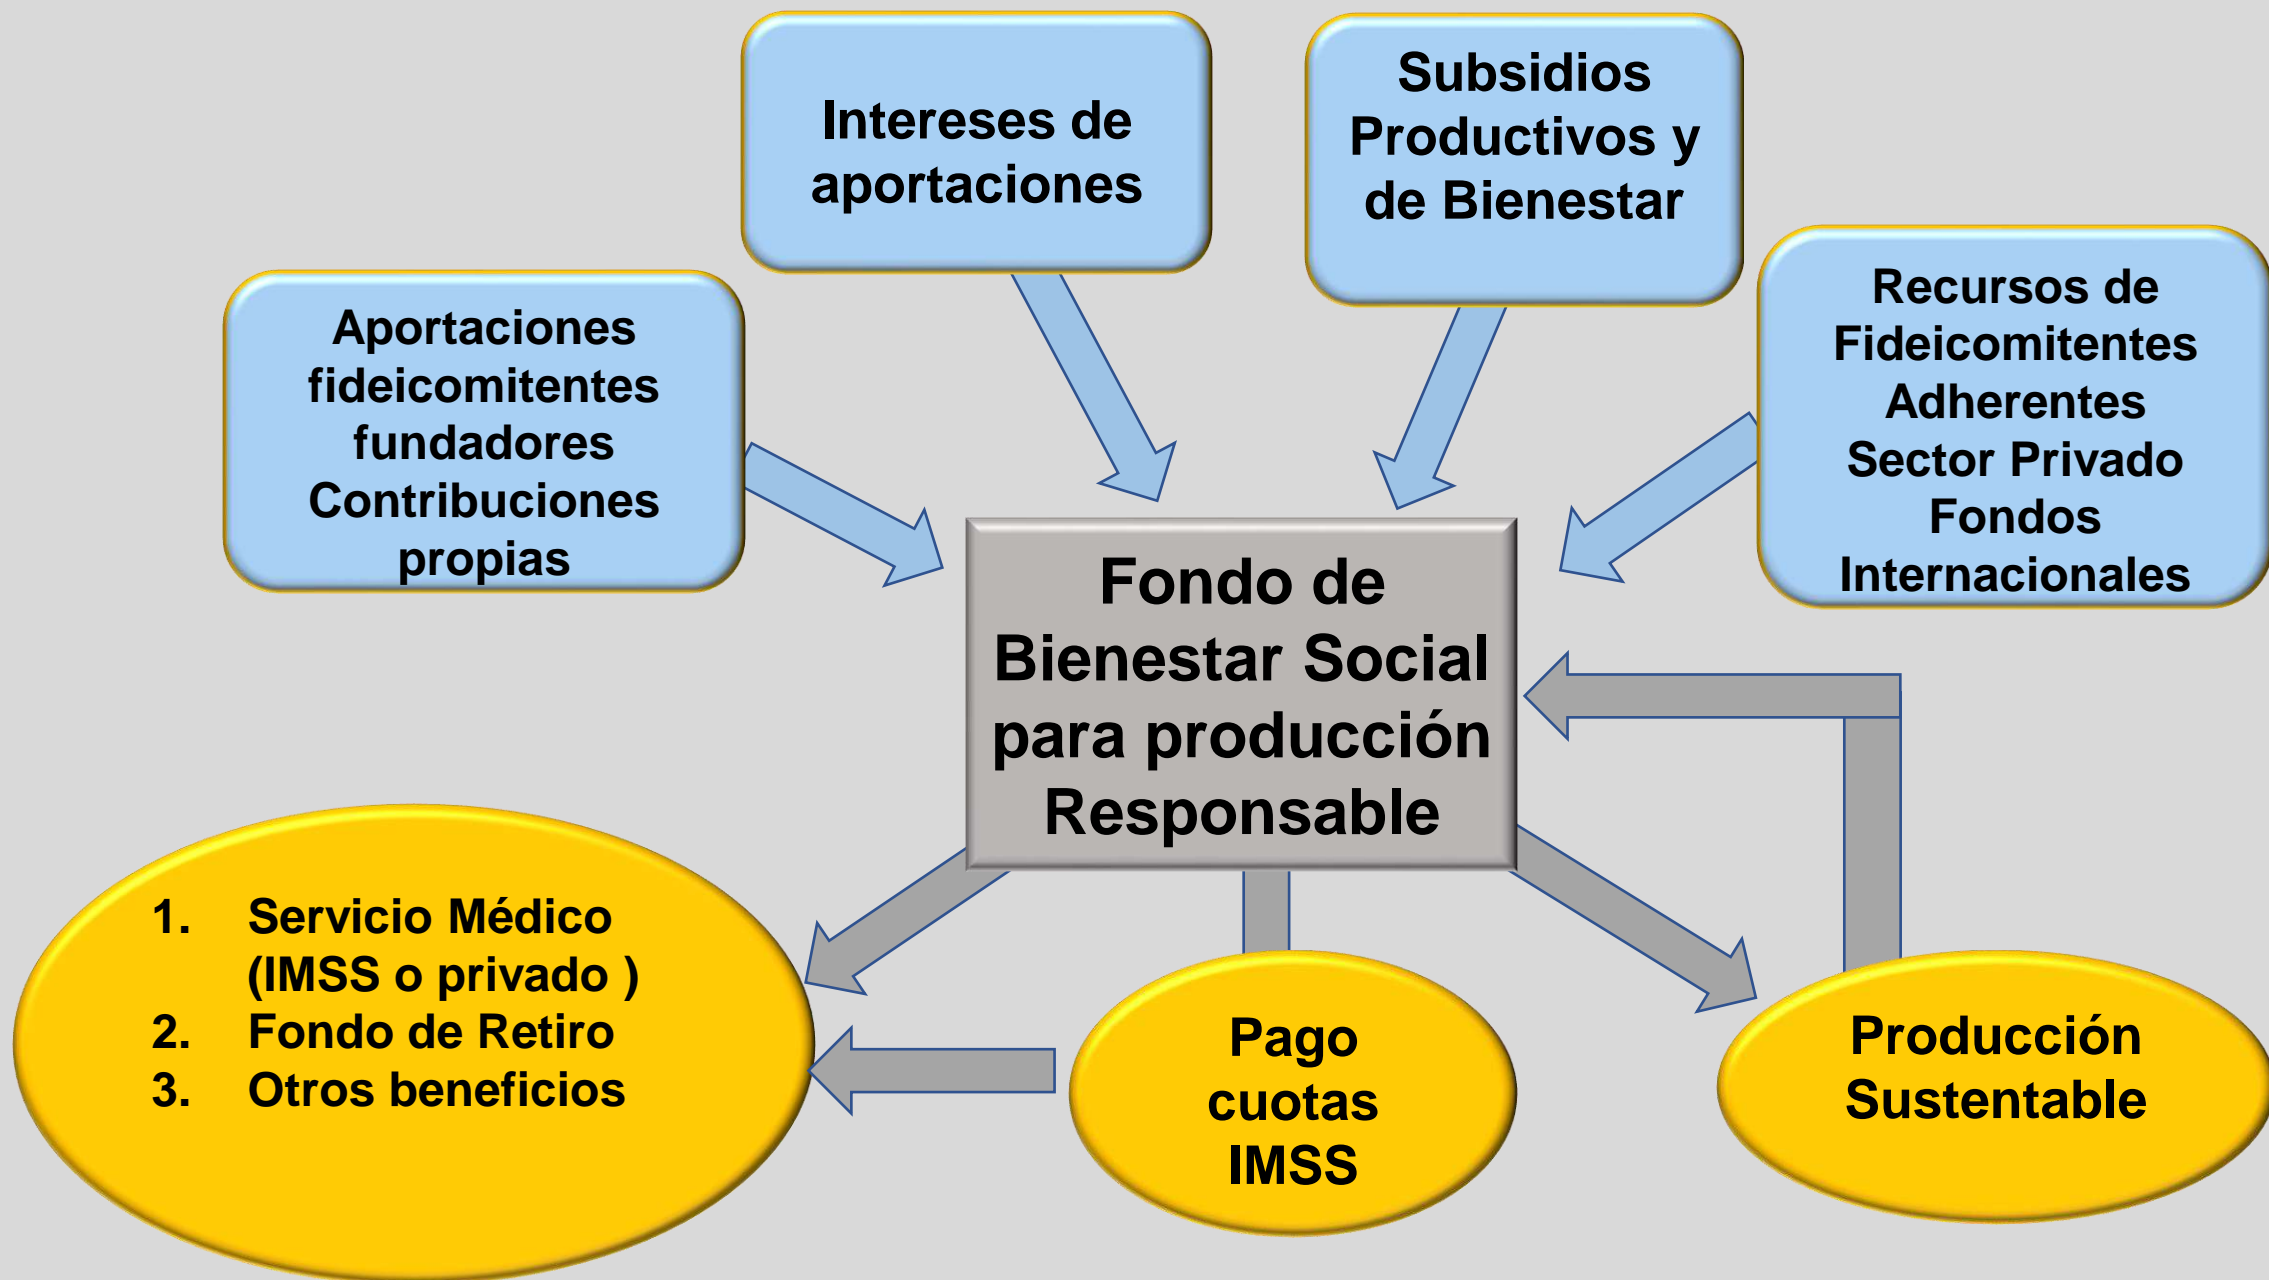 Intereses de
aportaciones
Subsidios
Productivos y
de Bienestar
Aportaciones
fideicomitentes
fundadores
Contribuciones
propias
Recursos de
Fideicomitentes
Adherentes
Sector Privado
Fondos
Internacionales
Fondo de
Bienestar Social
para producción
Responsable
1. Servicio Médico
(IMSS o privado )
2. Fondo de Retiro
3. Otros beneficios
Pago
cuotas
IMSS
Producción
Sustentable